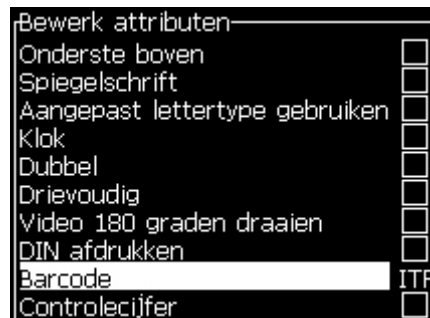 Bewerk attributen
Onderste boven
Spiegelschrift
Aangepast lettertype gebruiken
Klok
Dubbel
Drievoudig
Video 180 graden draaien
DIN afdrukken
Barcode
Controlecijfer